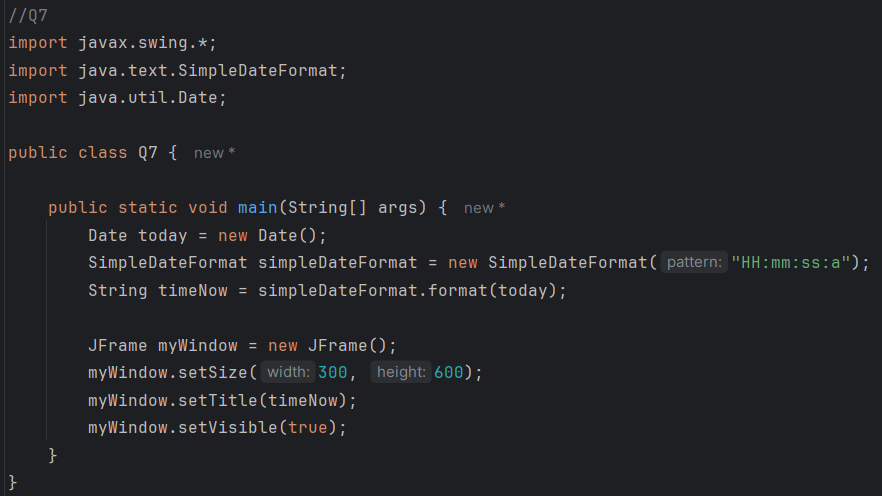 //Q7
import javax.swing.*;
import java.text.SimpleDateFormat;
import java.util.Date;
public class Q7 { new *
public static void main(String[] args) { new *
Date today = new Date();
SimpleDateFormat simpleDateFormat = new SimpleDateFormat( pattern: "HH:mm:ss:a");
String timeNow = simpleDateFormat.format(today);
JFrame myWindow = new JFrame();
myWindow.setSize( width: 300, height: 600);
myWindow.setTitle(timeNow);
myWindow.setVisible(true);
}
}